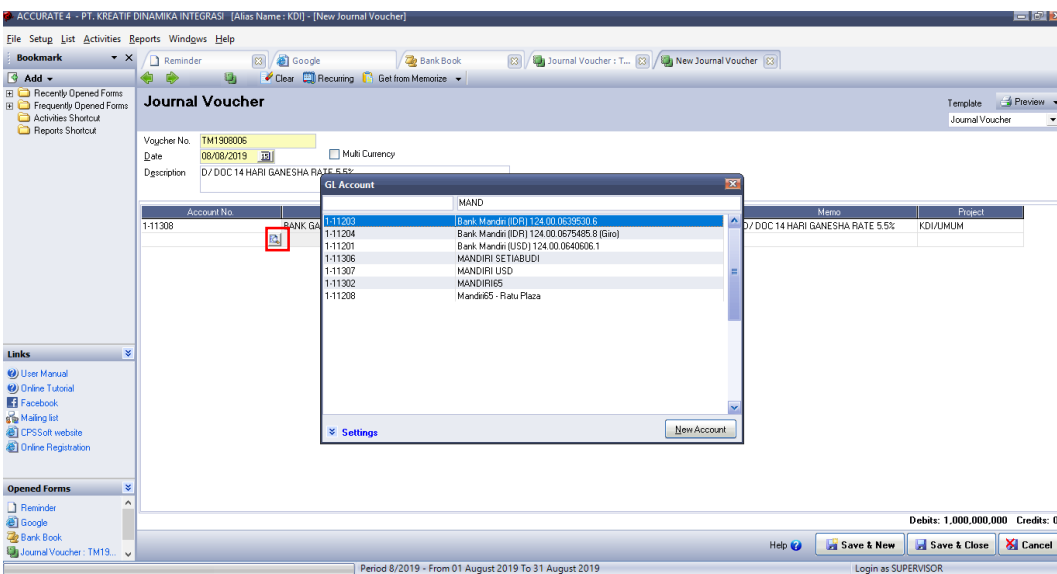 ACCURATE 4 - PT. KREATIF DINAMIKA INTEGRASI [Alias Name : KDI] - [New Journal Voucher]
File Setup List Activities Reports Windows Help
Bookmark
Reminder Google Bank Book Journal Voucher : T... New Journal Voucher
Add
Clear Recurring Get from Memorize
Recently Opened Forms
Frequently Opened Forms
Activities Shortcut
Reports Shortcut
Journal Voucher
Template Preview
Journal Voucher
Voucher No. TM1908006
Date 08/08/2019 Multi Currency
Description D/ DOC 14 HARI GANESHA RATE 5.5%
GL Account
MAND
Account No. Memo Project
1-11308 BANK GA D/ DOC 14 HARI GANESHA RATE 5.5% KDI/UMUM
1-11203 Bank Mandiri (IDR) 124.00.0639530.6
1-11204 Bank Mandiri (IDR) 124.00.0675485.8 (Giro)
1-11201 Bank Mandiri (USD) 124.00.0640606.1
1-11306 MANDIRI SETIABUDI
1-11307 MANDIRI USD
1-11302 MANDIRI65
1-11208 Mandiri65 - Ratu Plaza
Settings New Account
Links
User Manual
Online Tutorial
Facebook
Mailing list
CPSSoft website
Online Registration
Opened Forms
Reminder
Google
Bank Book
Journal Voucher : TM19...
Debits: 1,000,000,000 Credits: 0
Help Save & New Save & Close Cancel
Period 8/2019 - From 01 August 2019 To 31 August 2019 Login as SUPERVISOR